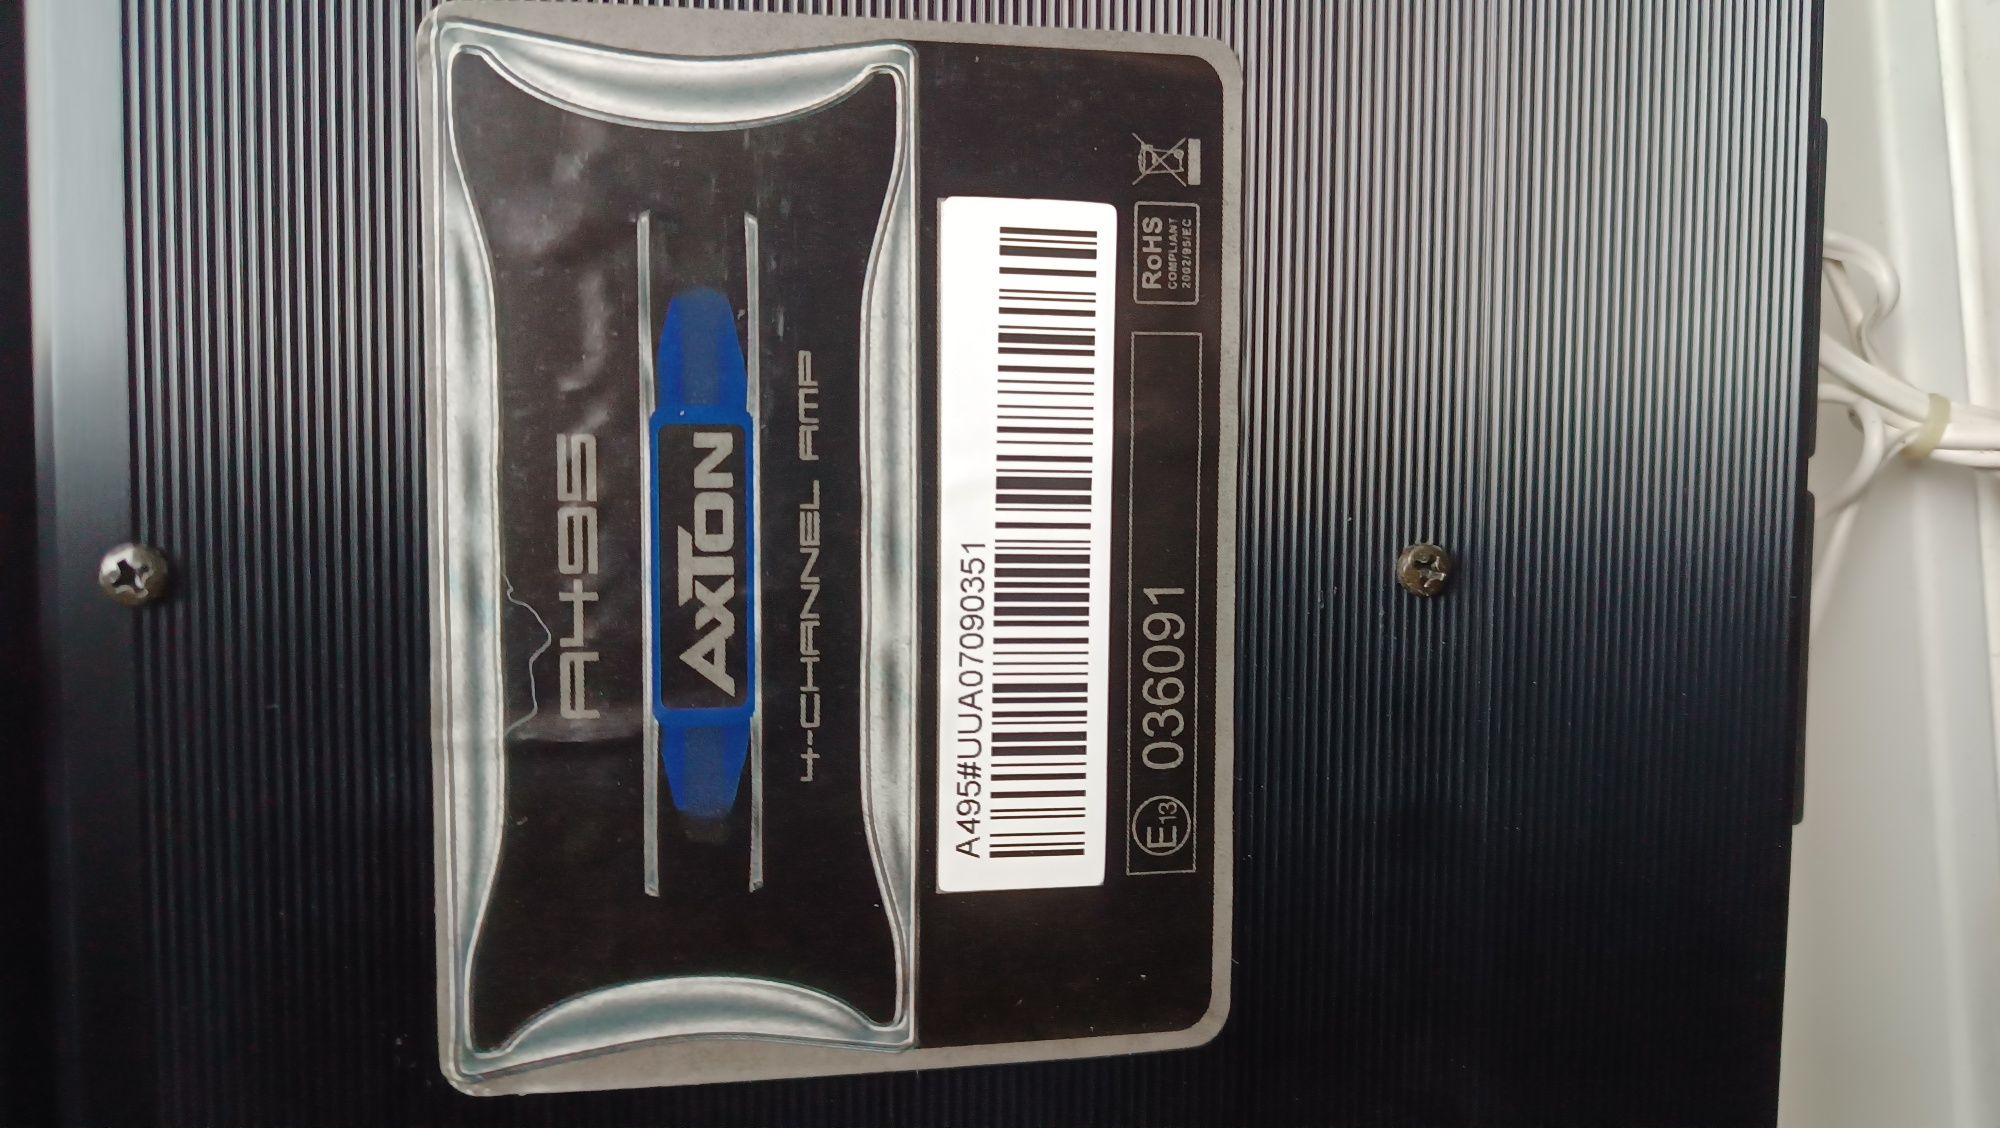 A495
AXTON
4-CHANNEL AMP
A495#UUA07090351
E13 036091
RoHS
COMPLIANT
2002/95/EC